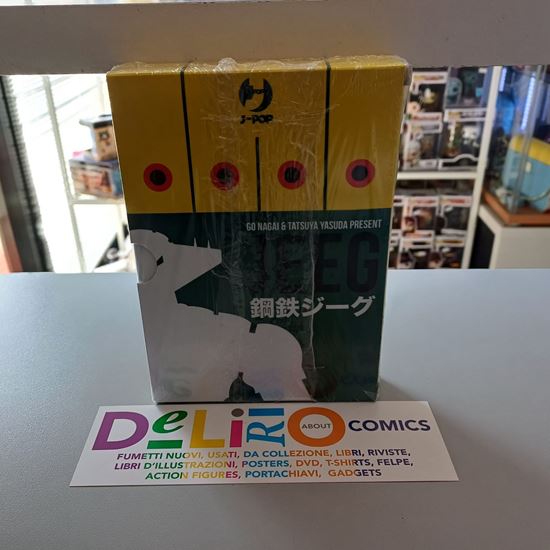 J-POP
GO NAGAI & TATSUYA YASUDA PRESENT
JEEG
鋼鉄ジーグ
DeLiRiO ABOUT COMICS
FUMETTI NUOVI, USATI, DA COLLEZIONE, LIBRI, RIVISTE,
LIBRI D'ILLUSTRAZIONI, POSTERS, DVD, T-SHIRTS, FELPE,
ACTION FIGURES, PORTACHIAVI, GADGETS